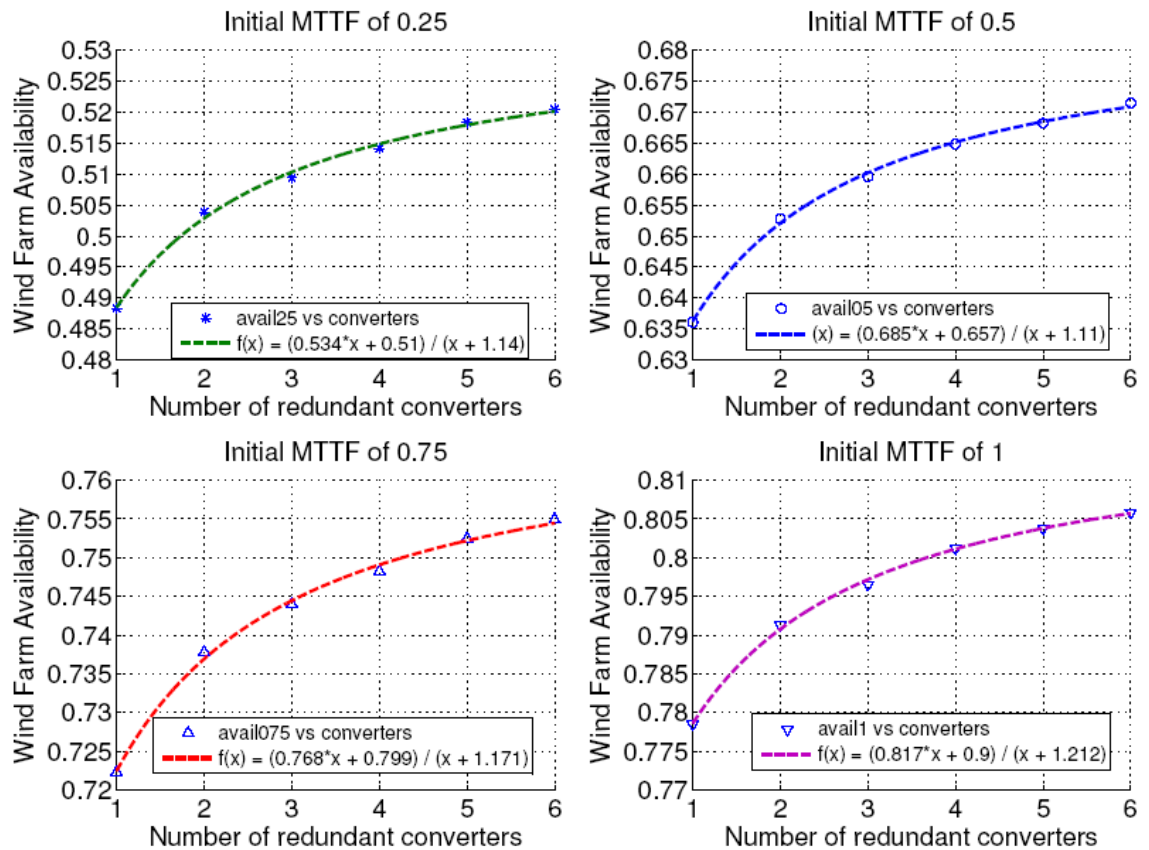 Initial MTTF of 0.25
Wind Farm Availability
0.53
0.525
0.52
0.515
0.51
0.505
0.5
0.495
0.49
0.485
0.48
avail25 vs converters
f(x) = (0.534*x + 0.51) / (x + 1.14)
1 2 3 4 5 6
Number of redundant converters
Initial MTTF of 0.5
Wind Farm Availability
0.68
0.675
0.67
0.665
0.66
0.655
0.65
0.645
0.64
0.635
0.63
avail05 vs converters
(x) = (0.685*x + 0.657) / (x + 1.11)
1 2 3 4 5 6
Number of redundant converters
Initial MTTF of 0.75
Wind Farm Availability
0.76
0.755
0.75
0.745
0.74
0.735
0.73
0.725
0.72
avail075 vs converters
f(x) = (0.768*x + 0.799) / (x + 1.171)
1 2 3 4 5 6
Number of redundant converters
Initial MTTF of 1
Wind Farm Availability
0.81
0.805
0.8
0.795
0.79
0.785
0.78
0.775
0.77
avail1 vs converters
f(x) = (0.817*x + 0.9) / (x + 1.212)
1 2 3 4 5 6
Number of redundant converters